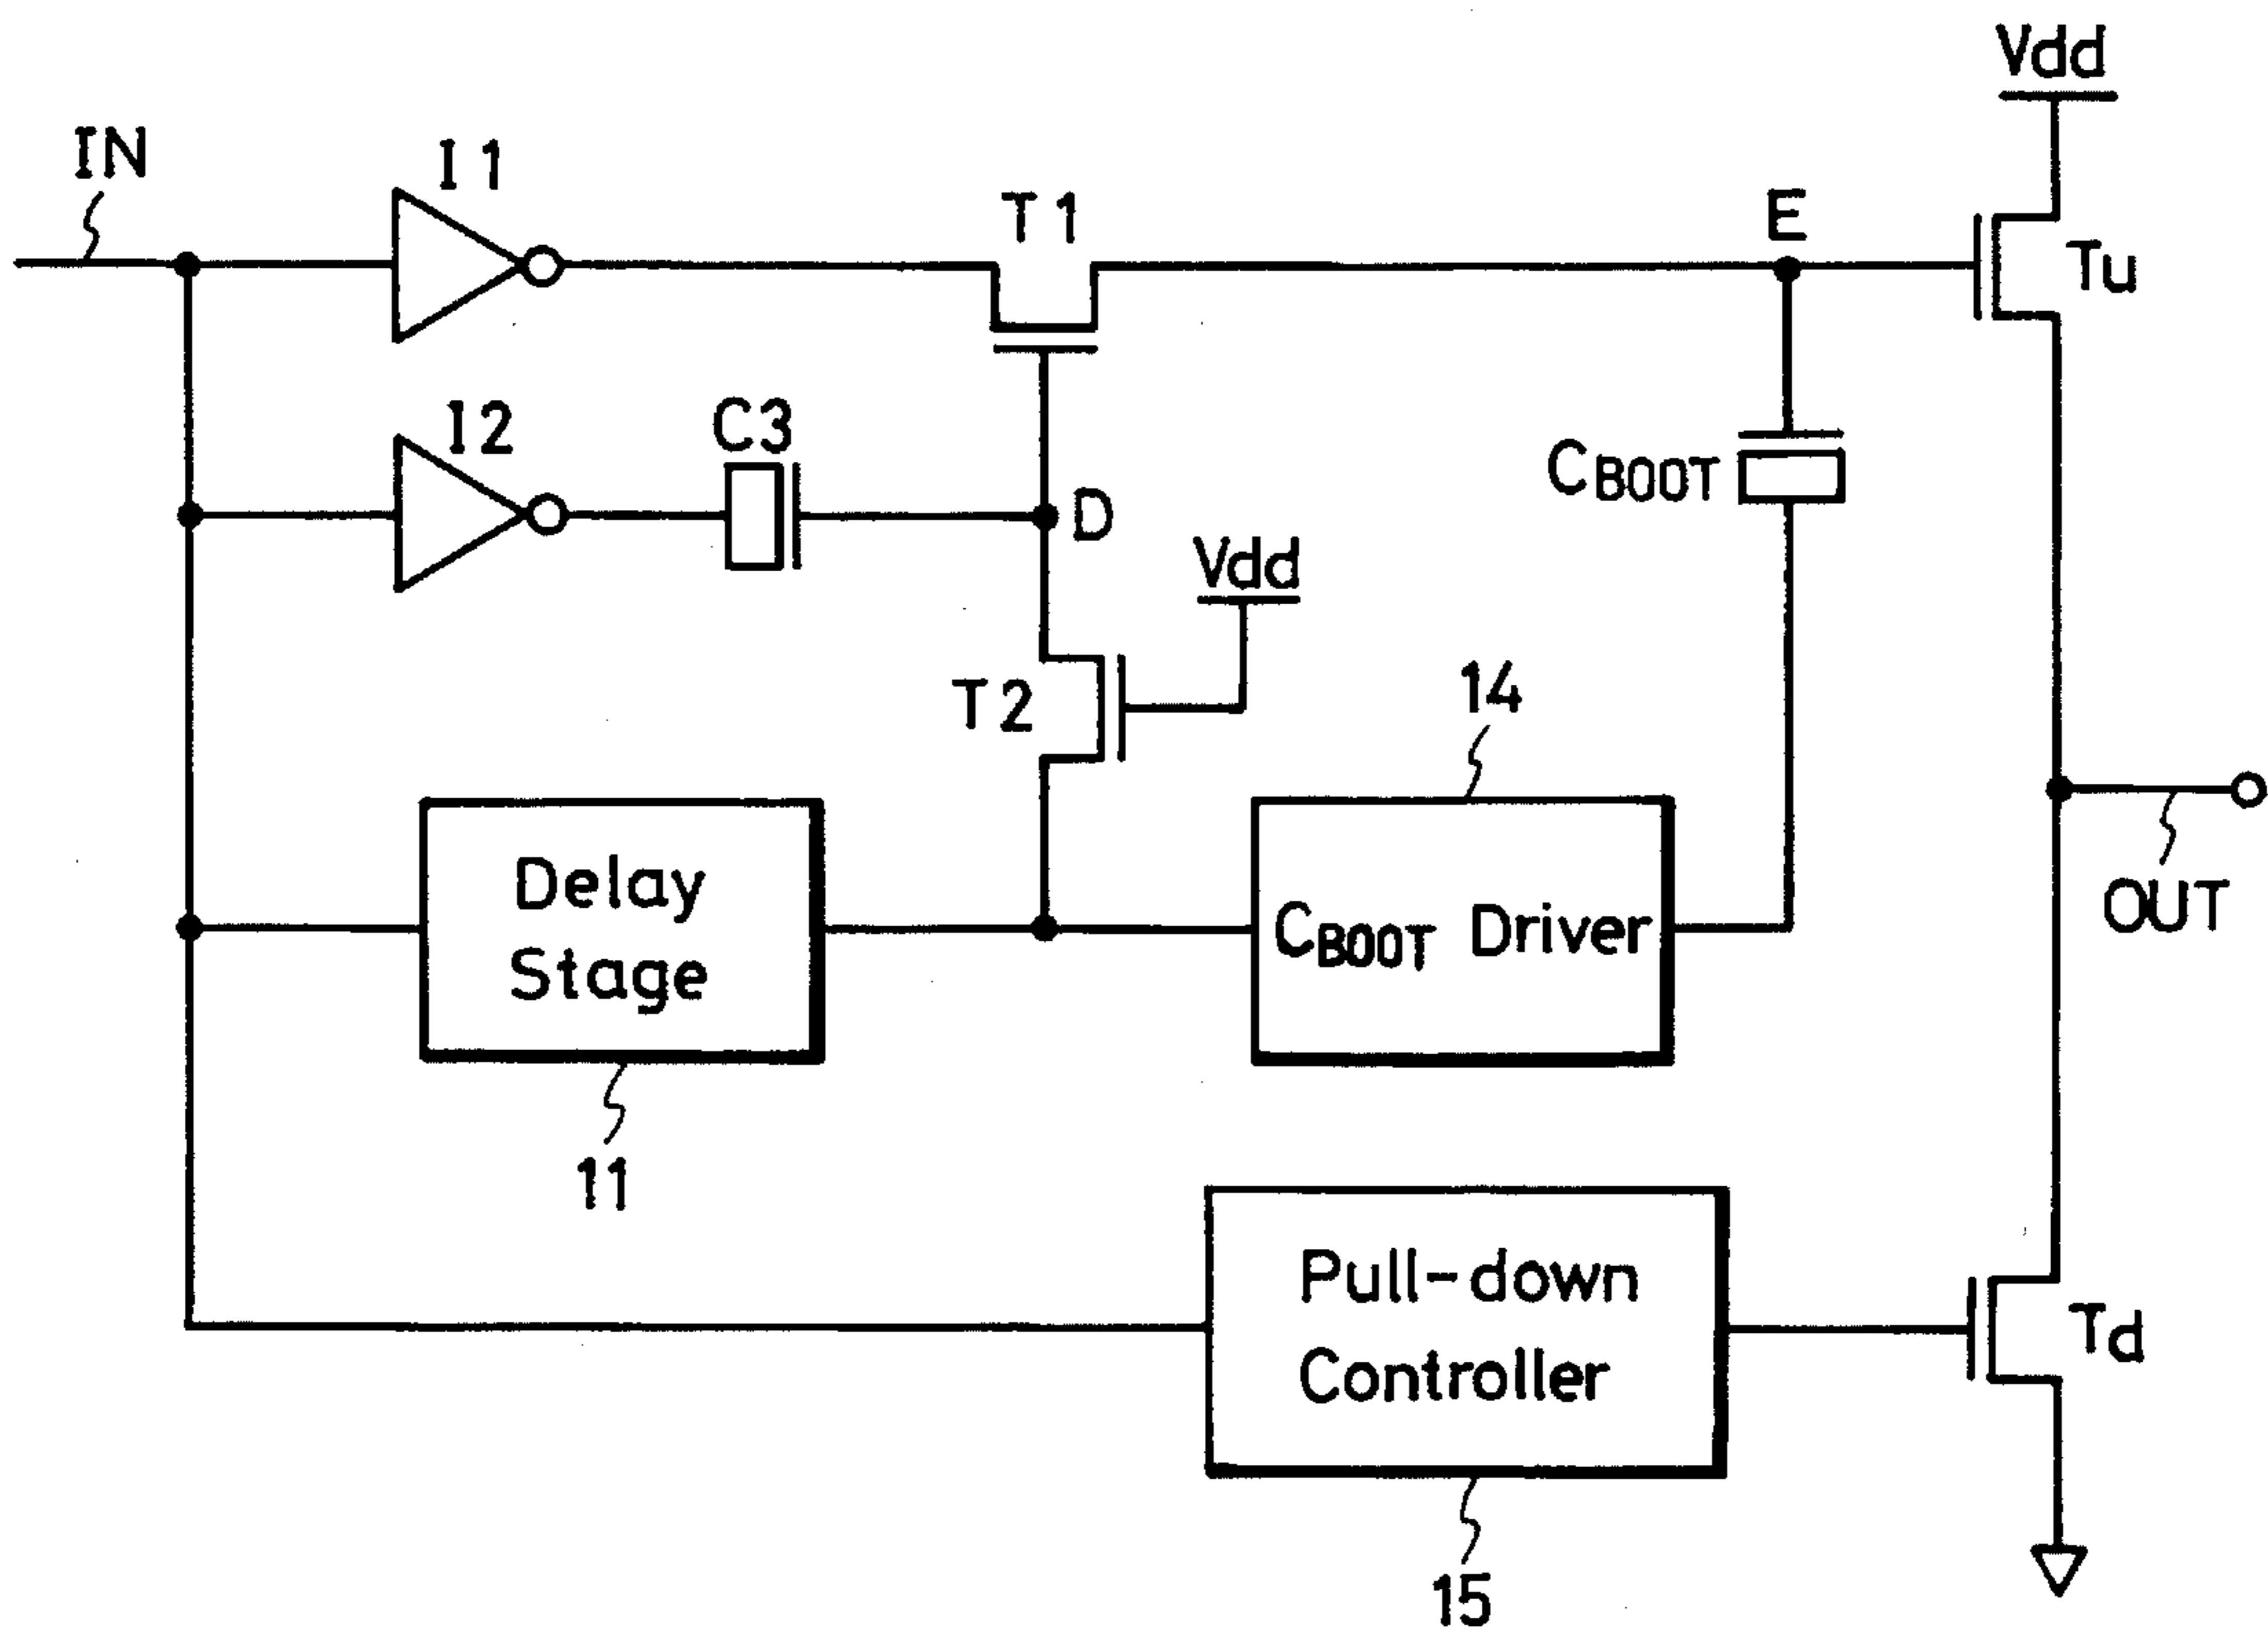 Vdd
IN
I1
T1
E
Tu
I2
C3
D
CBOOT
Vdd
T2
14
Delay
Stage
CBOOT Driver
OUT
11
Pull-down
Controller
Td
15